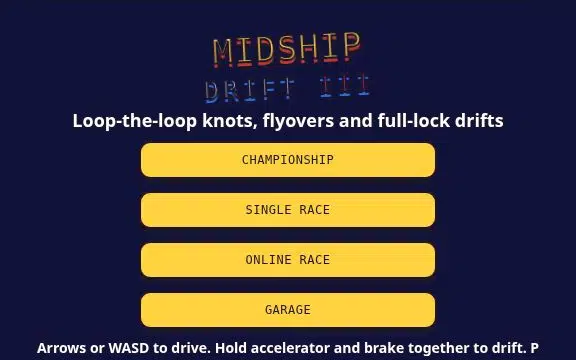 MIDSHIP
DRIFT III
Loop-the-loop knots, flyovers and full-lock drifts
CHAMPIONSHIP
SINGLE RACE
ONLINE RACE
GARAGE
Arrows or WASD to drive. Hold accelerator and brake together to drift. P